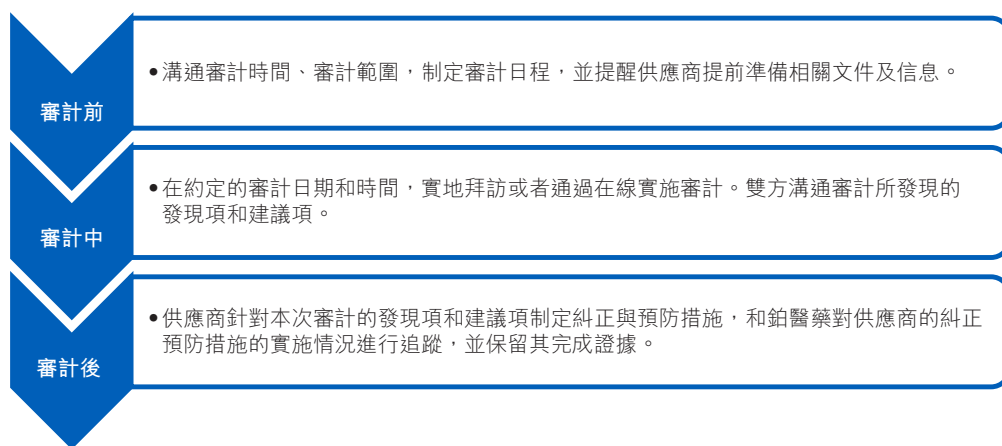 審計前
•溝通審計時間、審計範圍，制定審計日程，並提醒供應商提前準備相關文件及信息。
審計中
•在約定的審計日期和時間，實地拜訪或者通過在線實施審計。雙方溝通審計所發現的
發現項和建議項。
審計後
•供應商針對本次審計的發現項和建議項制定糾正與預防措施，和鉑醫藥對供應商的糾正
預防措施的實施情況進行追蹤，並保留其完成證據。